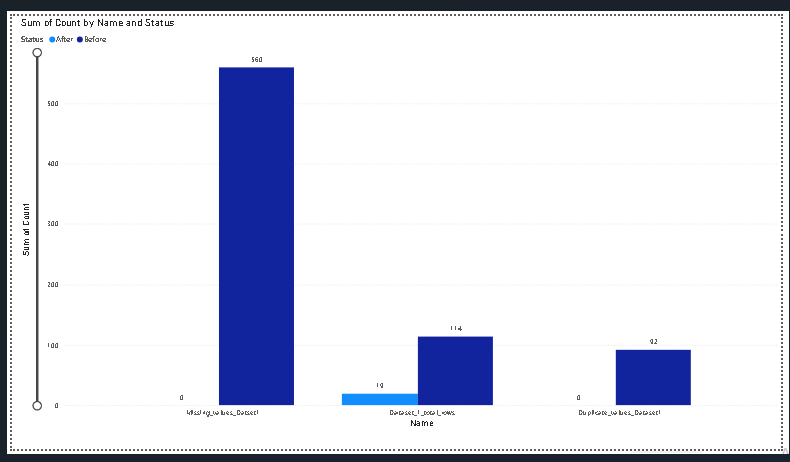 Sum of Count by Name and Status
Status After Before
560
500
400
300
200
100
0
Sum of Count
0
19
114
0
92
Missing_values_Dataset1
Dataset_1_total_rows
Duplicate_values_Dataset1
Name